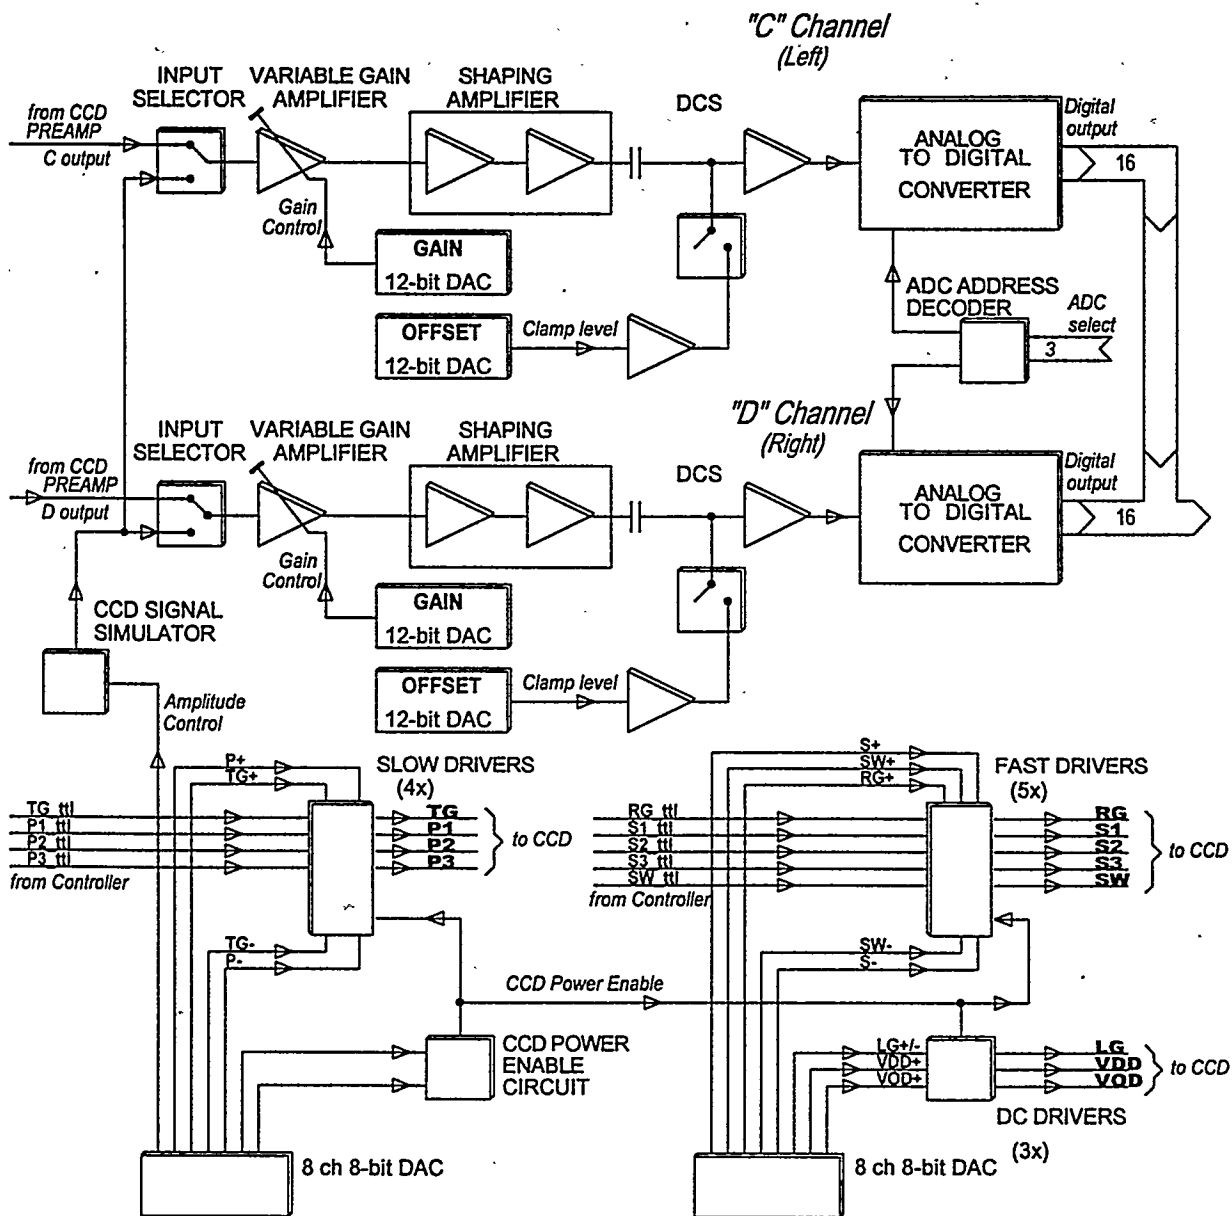 "C" Channel
(Left)
INPUT
SELECTOR
VARIABLE GAIN
AMPLIFIER
SHAPING
AMPLIFIER
DCS
from CCD
PREAMP
C output
Gain
Control
GAIN
12-bit DAC
OFFSET
12-bit DAC
Clamp level
ANALOG
TO DIGITAL
CONVERTER
Digital
output
16
ADC ADDRESS
DECODER
ADC
select
3
"D" Channel
(Right)
INPUT
SELECTOR
VARIABLE GAIN
AMPLIFIER
SHAPING
AMPLIFIER
DCS
from CCD
PREAMP
D output
Gain
Control
GAIN
12-bit DAC
OFFSET
12-bit DAC
Clamp level
ANALOG
TO DIGITAL
CONVERTER
Digital
output
16
CCD SIGNAL
SIMULATOR
Amplitude
Control
P+
TG+
SLOW DRIVERS
(4x)
TG_ttl
P1_ttl
P2_ttl
P3_ttl
from Controller
TG
P1
P2
P3
to CCD
TG-
P-
S+
SW+
RG+
FAST DRIVERS
(5x)
RG_ttl
S1_ttl
S2_ttl
S3_ttl
SW_ttl
from Controller
RG
S1
S2
S3
SW
to CCD
SW-
S-
CCD Power Enable
CCD POWER
ENABLE
CIRCUIT
LG+/-
VDD+
VOD+
LG
VDD
VOD
to CCD
DC DRIVERS
(3x)
8 ch 8-bit DAC
8 ch 8-bit DAC